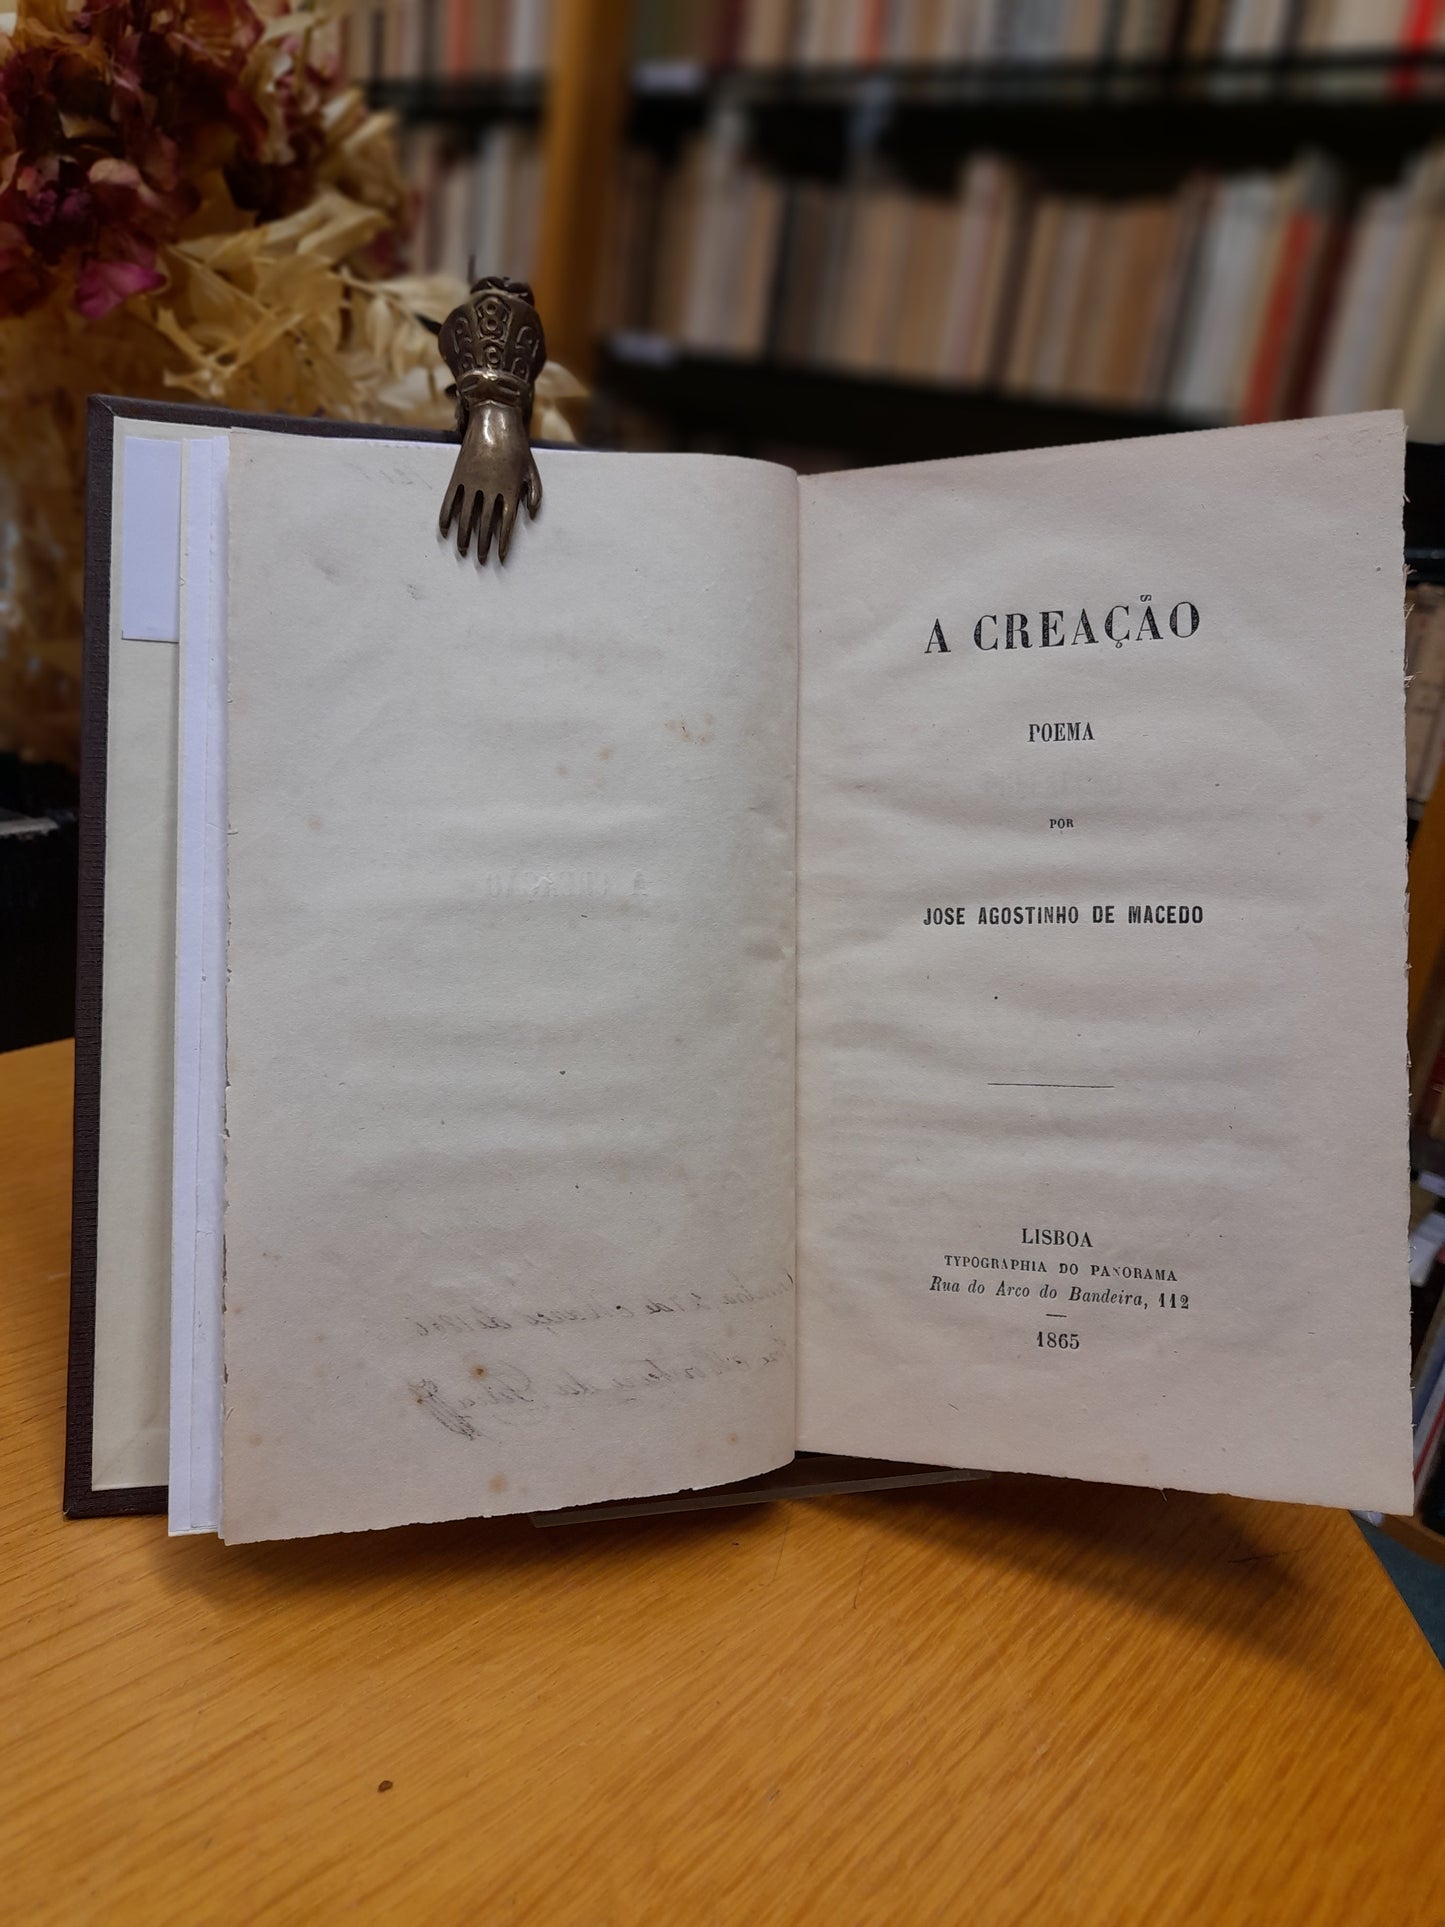 A CREAÇÃO
POEMA
POR
JOSE AGOSTINHO DE MACEDO
LISBOA
TYPOGRAPHIA DO PANORAMA
Rua do Arco do Bandeira, 112
1865